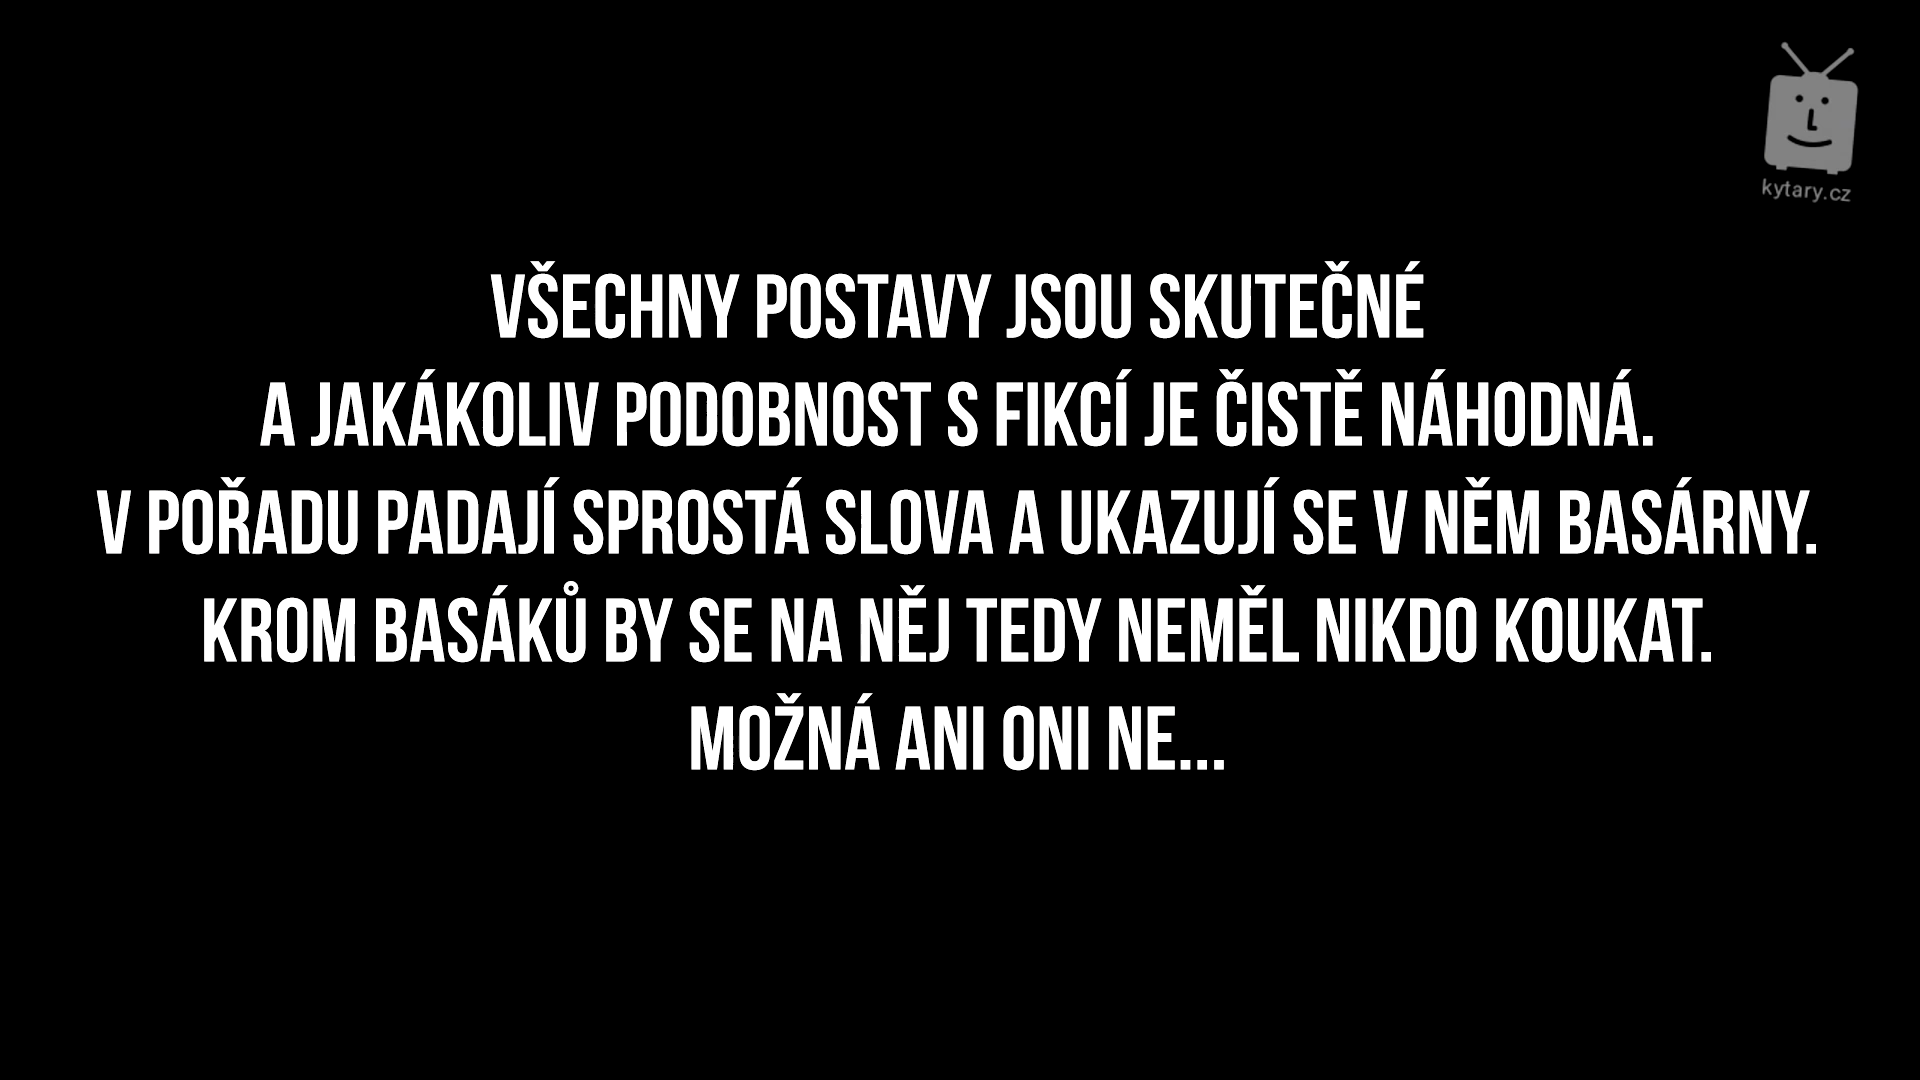 kytary.cz
VŠECHNY POSTAVY JSOU SKUTEČNÉ
A JAKÁKOLIV PODOBNOST S FIKCÍ JE ČISTĚ NÁHODNÁ.
V POŘADU PADAJÍ SPROSTÁ SLOVA A UKAZUJÍ SE V NĚM BASÁRNY.
KROM BASÁKŮ BY SE NA NĚJ TEDY NEMĚL NIKDO KOUKAT.
MOŽNÁ ANI ONI NE...